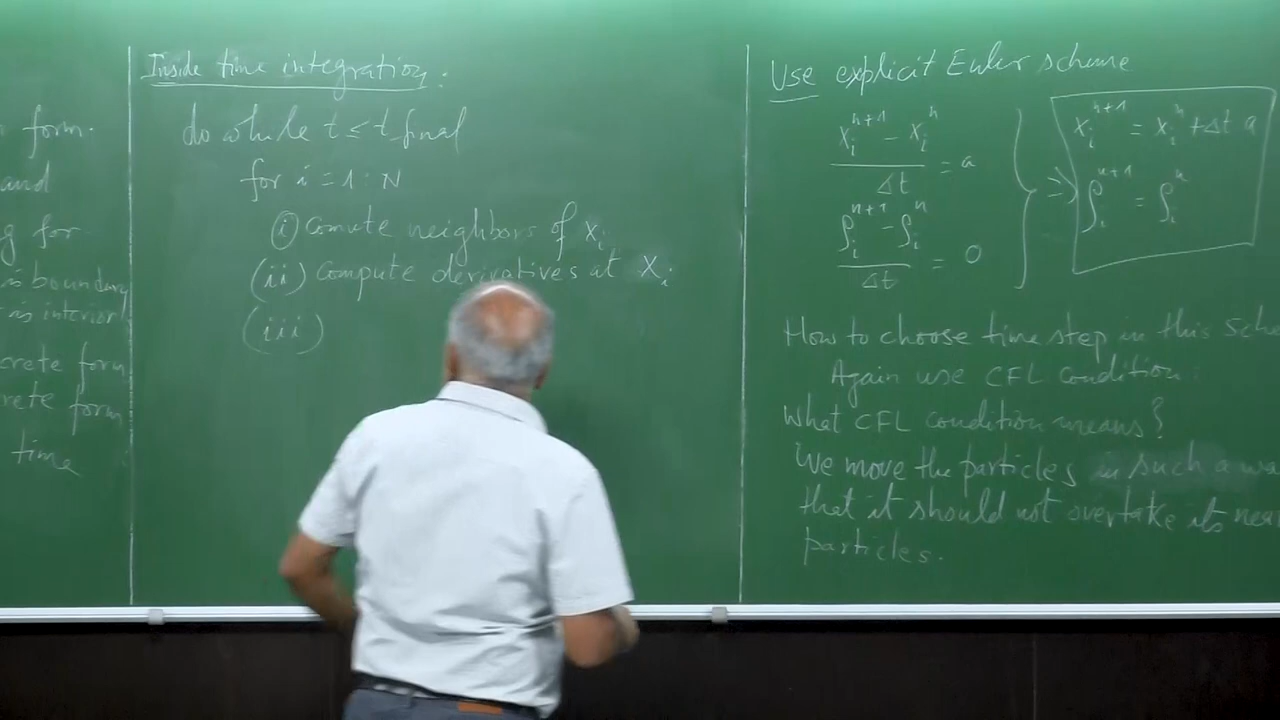 form.
and
g for
is boundary
is interior
crete form
rete form
time
Inside time integration:
do while t ≤ t_final
for i = 1 : N
(i) Comute neighbors of x_i
(ii) Compute derivatives at x_i
(iii)
Use explicit Euler scheme
(x_i^{n+1} - x_i^n) / Δt = a
(ρ_i^{n+1} - ρ_i^n) / Δt = 0
} ⇒
x_i^{n+1} = x_i^n + Δt a
ρ_i^{n+1} = ρ_i^n
How to choose time step in this sche
Again use CFL condition:
What CFL condition means?
We move the particles in such a wa
that it should not overtake its nea
particles.